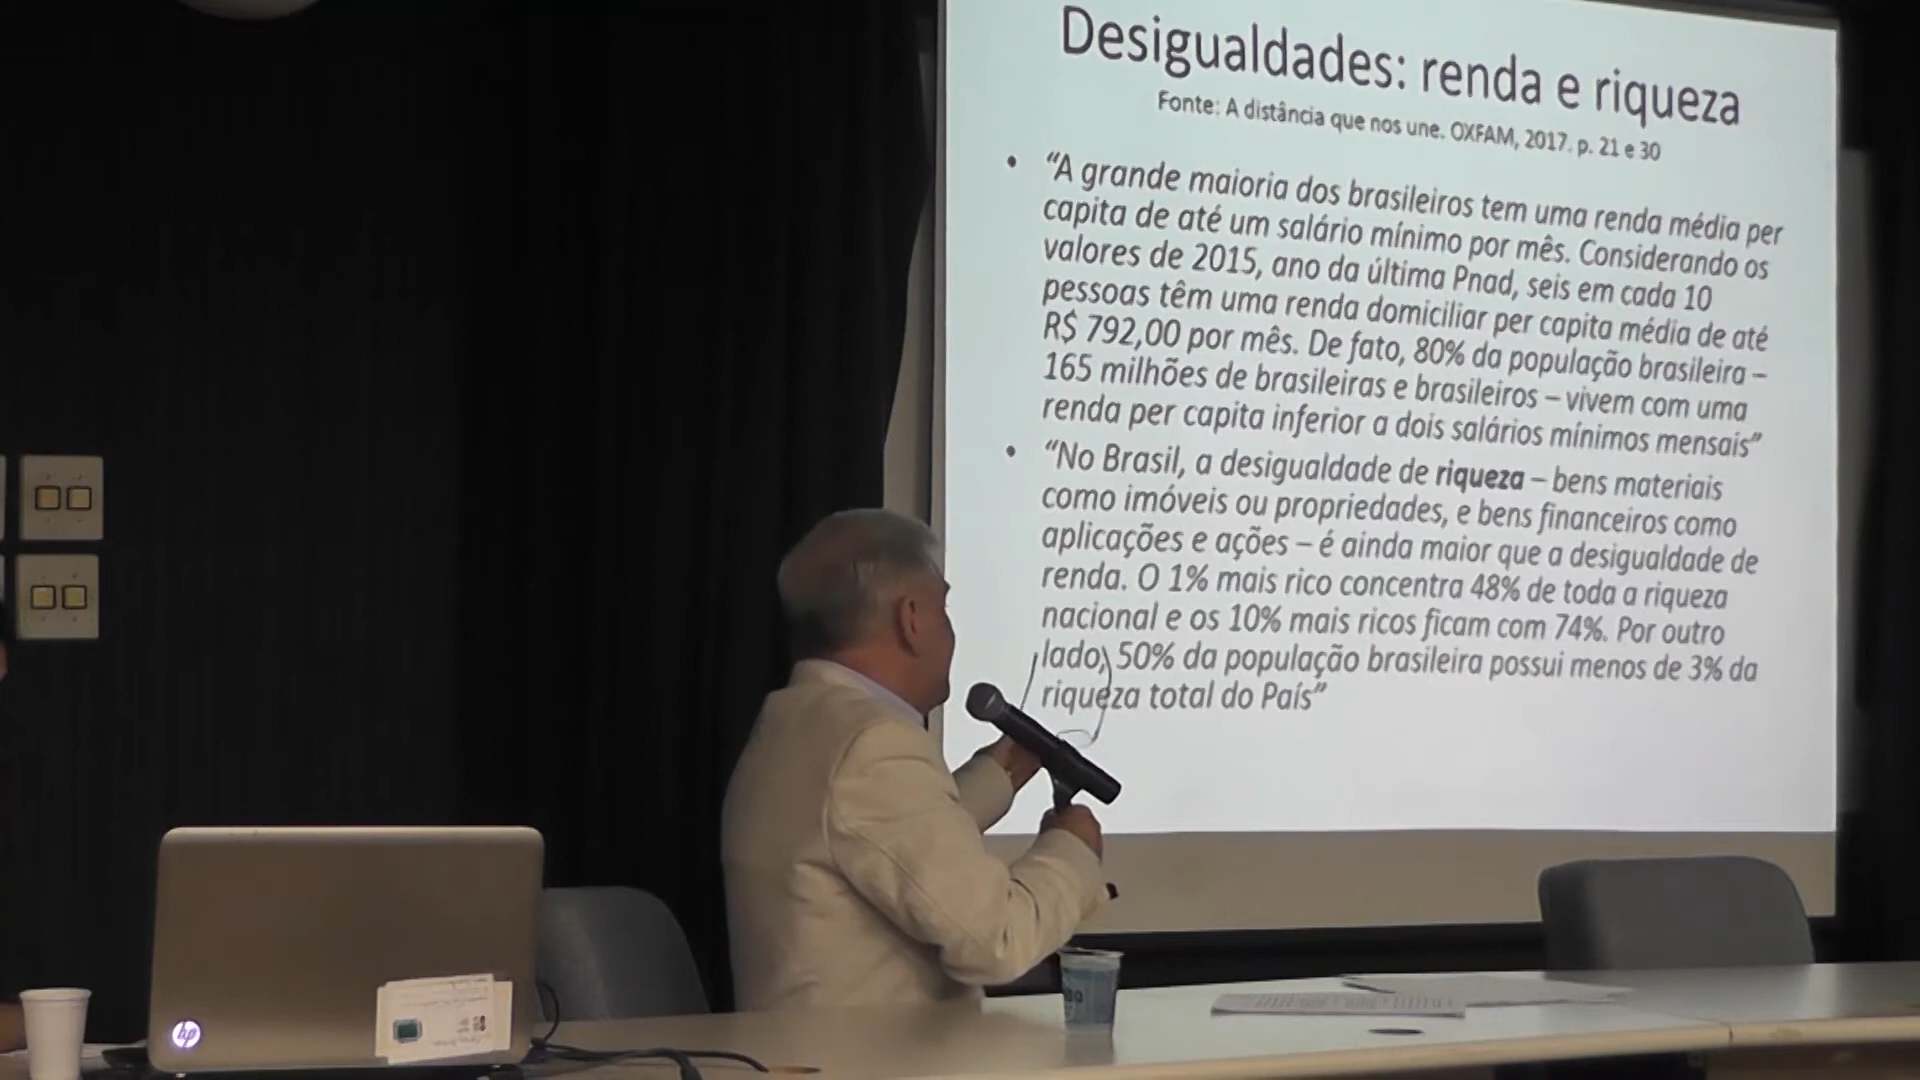 Desigualdades: renda e riqueza
Fonte: A distância que nos une. OXFAM, 2017. p. 21 e 30
• “A grande maioria dos brasileiros tem uma renda média per
capita de até um salário mínimo por mês. Considerando os
valores de 2015, ano da última Pnad, seis em cada 10
pessoas têm uma renda domiciliar per capita média de até
R$ 792,00 por mês. De fato, 80% da população brasileira –
165 milhões de brasileiras e brasileiros – vivem com uma
renda per capita inferior a dois salários mínimos mensais”
• “No Brasil, a desigualdade de riqueza – bens materiais
como imóveis ou propriedades, e bens financeiros como
aplicações e ações – é ainda maior que a desigualdade de
renda. O 1% mais rico concentra 48% de toda a riqueza
nacional e os 10% mais ricos ficam com 74%. Por outro
lado, 50% da população brasileira possui menos de 3% da
riqueza total do País”
hp